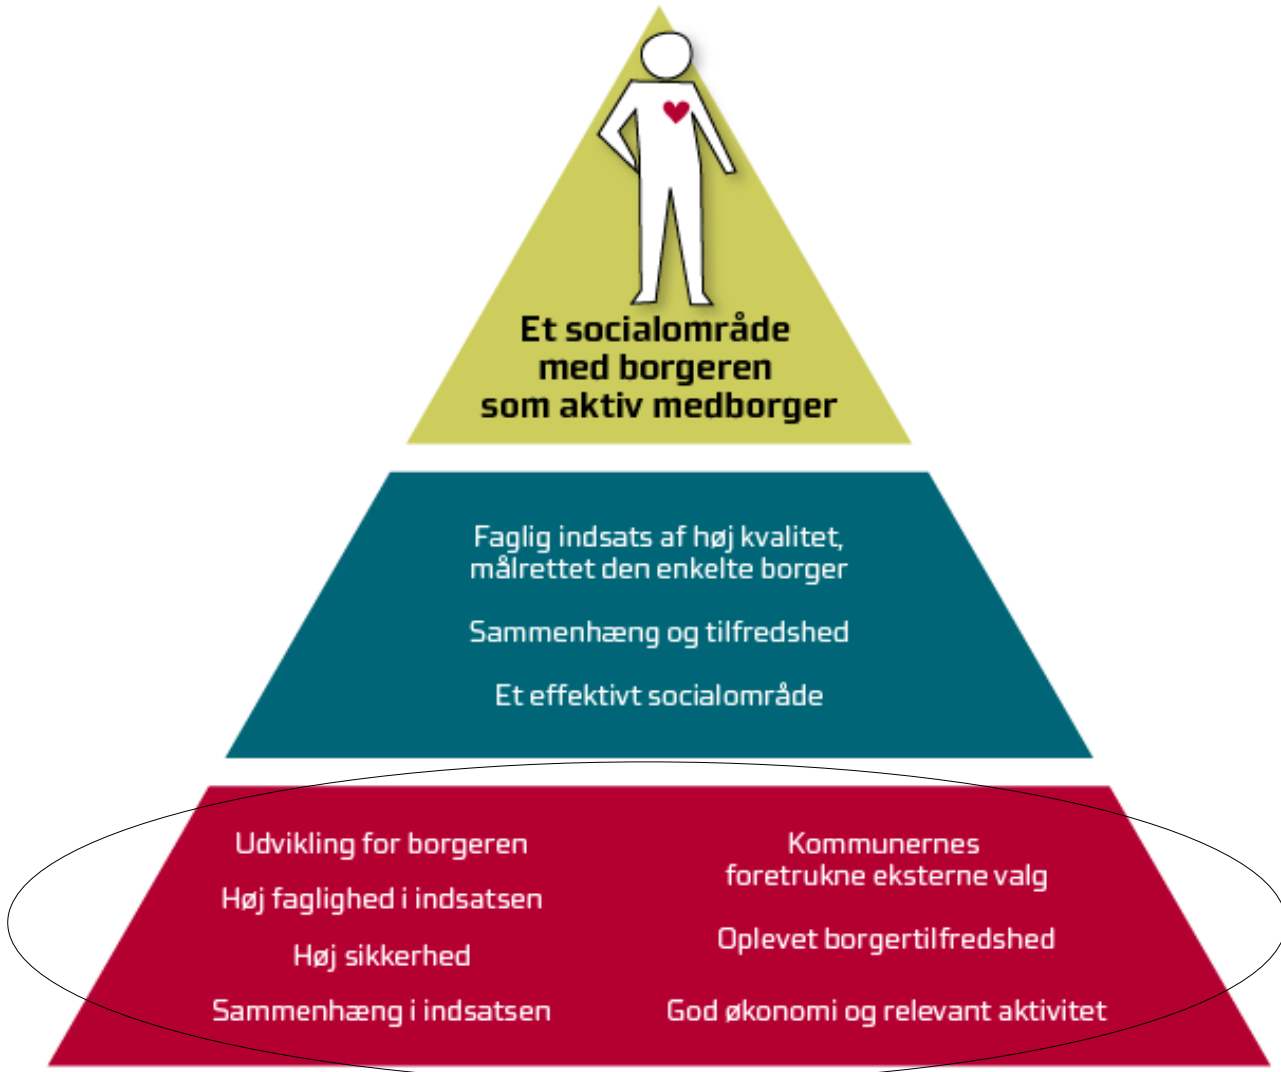 Et socialområde
med borgeren
som aktiv medborger
Faglig indsats af høj kvalitet,
målrettet den enkelte borger
Sammenhæng og tilfredshed
Et effektivt socialområde
Udvikling for borgeren
Høj faglighed i indsatsen
Høj sikkerhed
Sammenhæng i indsatsen
Kommunernes
foretrukne eksterne valg
Oplevet borgertilfredshed
God økonomi og relevant aktivitet